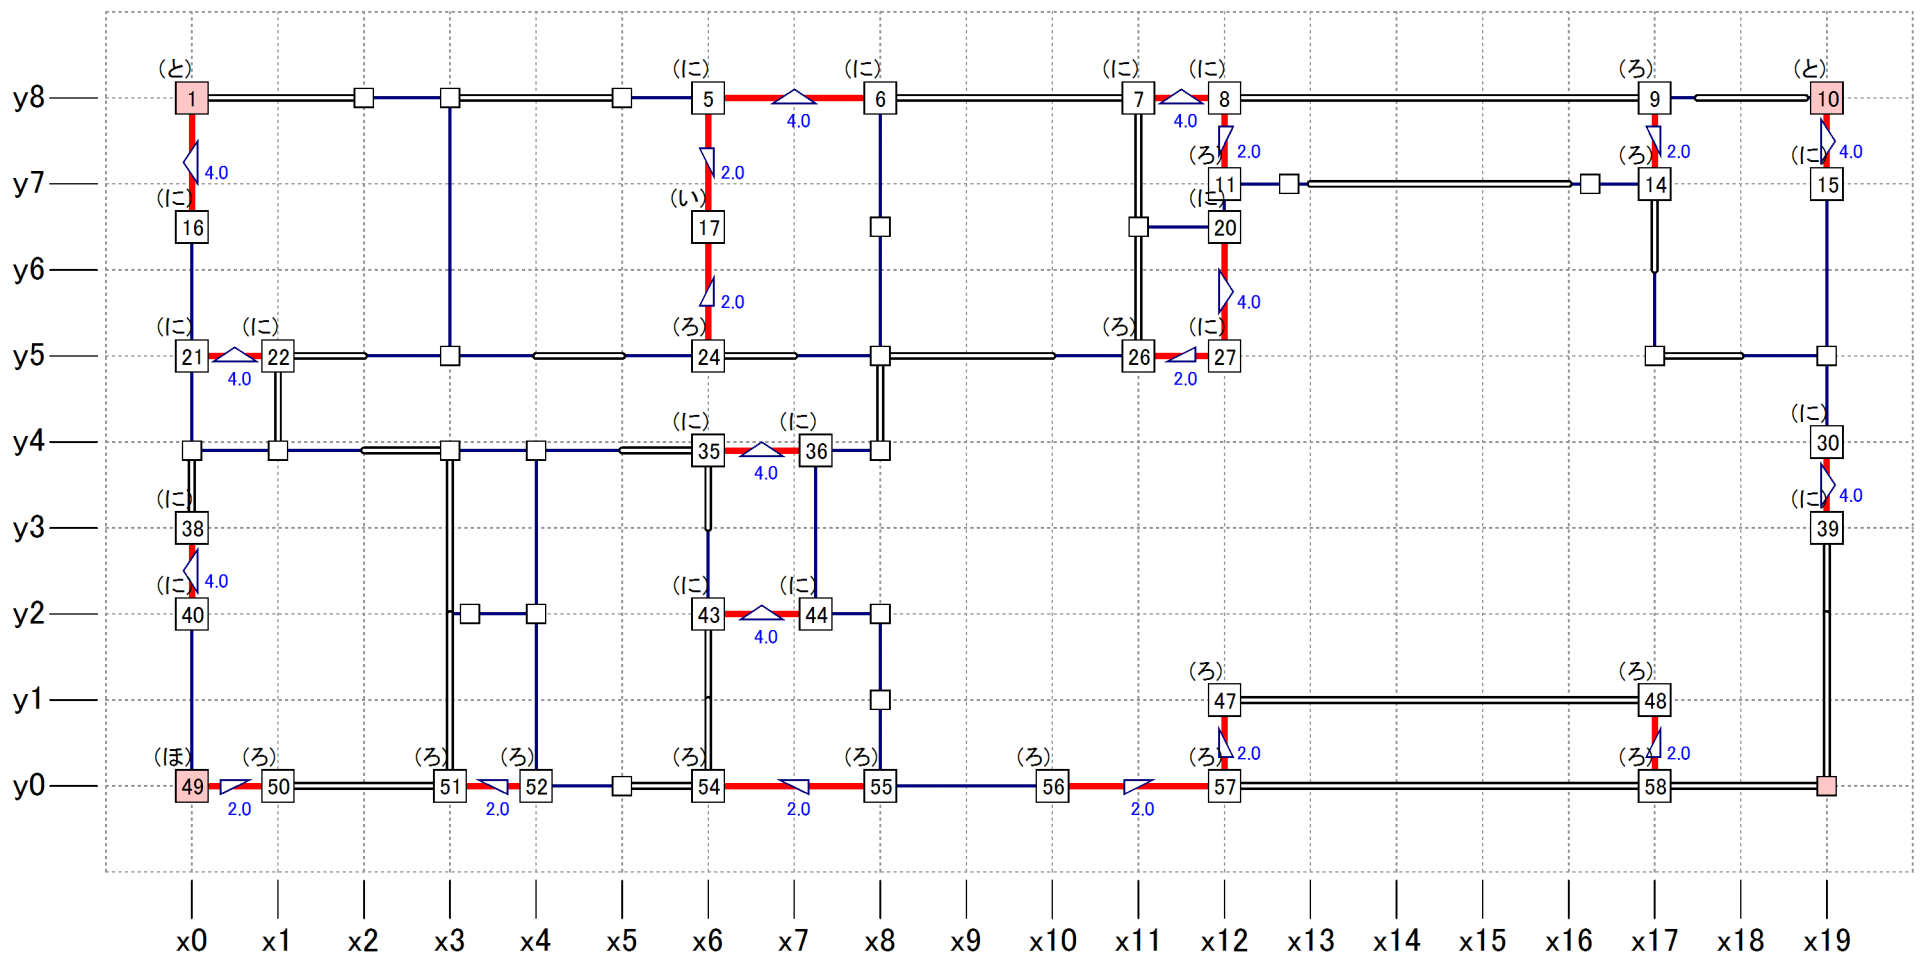 (と) (に) (に) (に) (に) (ろ) (と)
y8 1 5 6 7 8 9 10
4.0 4.0
4.0 2.0 2.0 2.0 4.0
(ろ) (ろ) (に)
y7 11 14 15
(に) (い) (に)
16 17 20
y6
2.0 4.0
(に) (に) (ろ) (ろ) (に)
y5 21 22 24 26 27
4.0 2.0
(に) (に) (に)
y4 35 36 30
4.0
(に) 4.0 (に)
y3 38 39
4.0
(に) (に) (に)
y2 40 43 44
4.0
(ろ) (ろ)
y1 47 48
2.0 2.0
(ほ) (ろ) (ろ) (ろ) (ろ) (ろ) (ろ) (ろ) (ろ)
y0 49 50 51 52 54 55 56 57 58
2.0 2.0 2.0 2.0
x0 x1 x2 x3 x4 x5 x6 x7 x8 x9 x10 x11 x12 x13 x14 x15 x16 x17 x18 x19